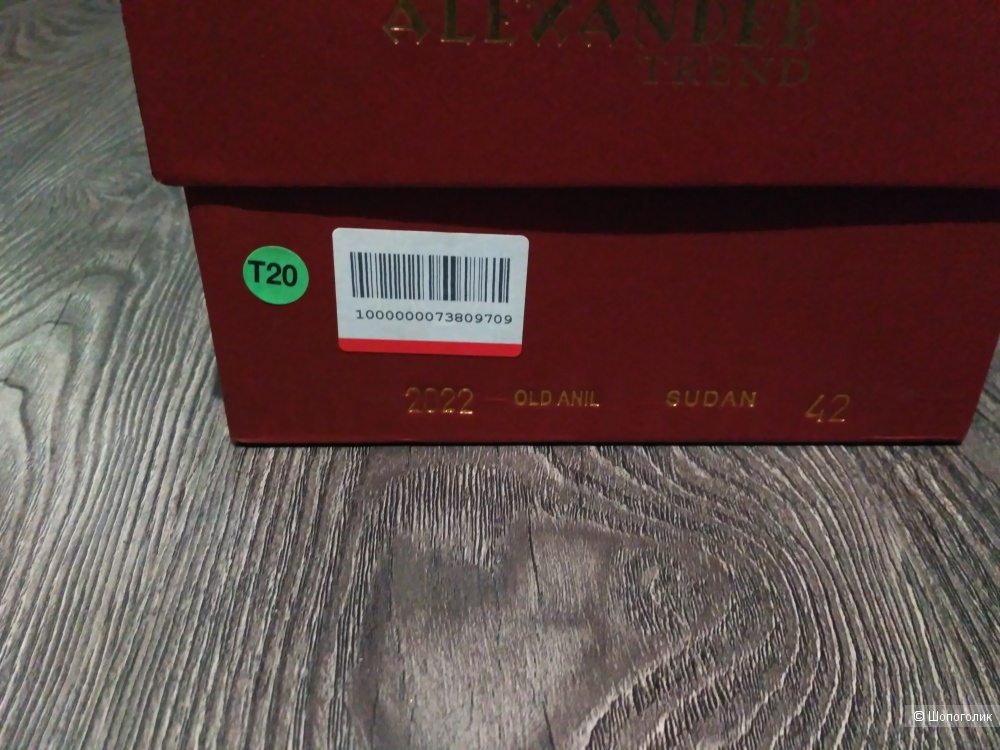 ALEXANDER
TREND
T20
1000000073809709
2022 OLD ANIL SUDAN 42
© Шопоголик